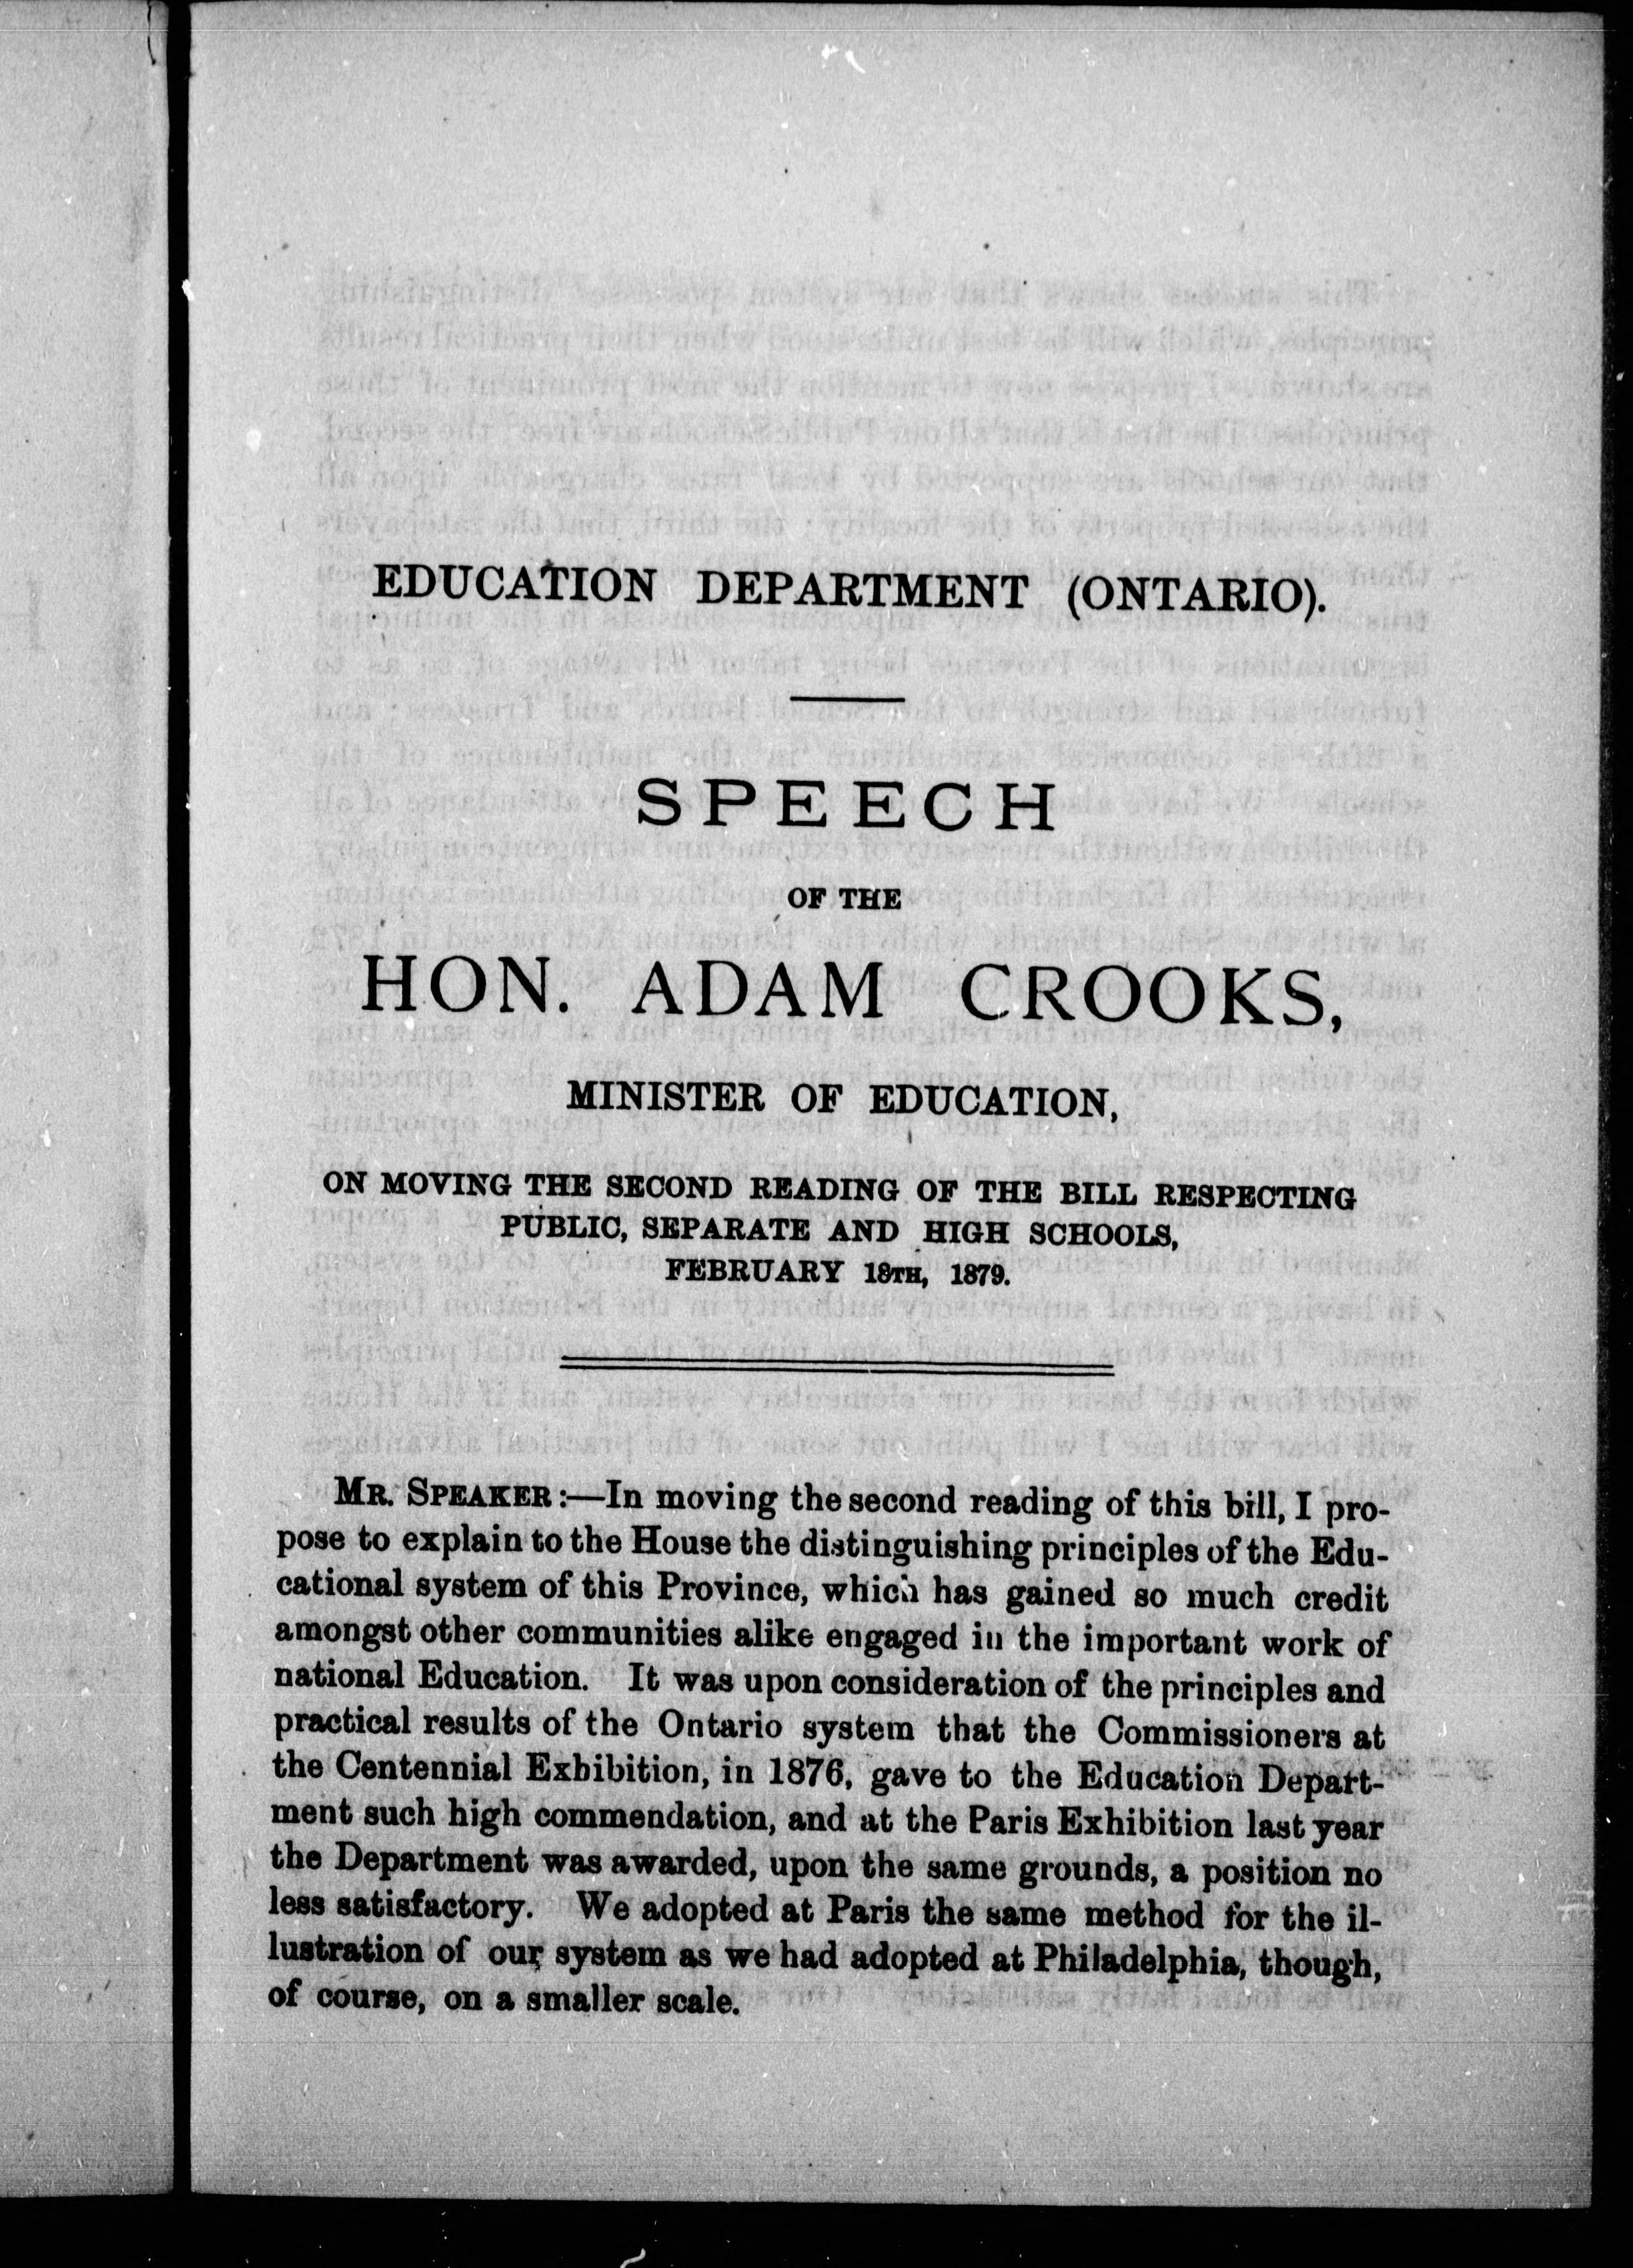 EDUCATION DEPARTMENT (ONTARIO).
SPEECH
OF THE
HON. ADAM CROOKS,
MINISTER OF EDUCATION,
ON MOVING THE SECOND READING OF THE BILL RESPECTING
PUBLIC, SEPARATE AND HIGH SCHOOLS,
FEBRUARY 18TH, 1879.
MR. SPEAKER:—In moving the second reading of this bill, I pro-
pose to explain to the House the distinguishing principles of the Edu-
cational system of this Province, which has gained so much credit
amongst other communities alike engaged in the important work of
national Education. It was upon consideration of the principles and
practical results of the Ontario system that the Commissioners at
the Centennial Exhibition, in 1876, gave to the Education Depart-
ment such high commendation, and at the Paris Exhibition last year
the Department was awarded, upon the same grounds, a position no
less satisfactory. We adopted at Paris the same method for the il-
lustration of our system as we had adopted at Philadelphia, though,
of course, on a smaller scale.